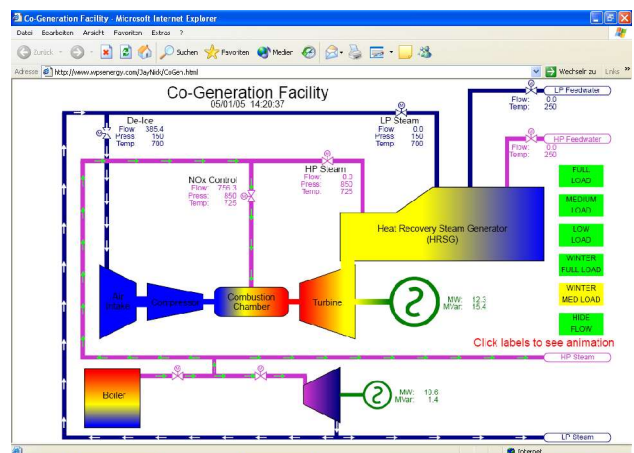 Co-Generation Facility - Microsoft Internet Explorer
Datei Bearbeiten Ansicht Favoriten Extras ?
Zurück Suchen Favoriten Medien
Adresse http://www.wpsenergy.com/JayNick/CoGen.html Wechseln zu Links »
Co-Generation Facility
05/01/05 14:20:37
LP Feedwater
Flow: 0.0
Temp: 250
De-Ice
Flow 385.4
Press 150
Temp 700
LP Steam
Flow 0.0
Press 150
Temp 700
HP Feedwater
Flow: 0.0
Temp: 250
HP Steam
Flow: 0.0
Press: 850
Temp: 725
NOx Control
Flow: 756.3
Press: 850
Temp: 725
FULL
LOAD
MEDIUM
LOAD
LOW
LOAD
WINTER
FULL LOAD
WINTER
MED LOAD
HIDE
FLOW
Heat Recovery Steam Generator
(HRSG)
Air
Intake
Compressor
Combustion
Chamber
Turbine
MW: 12.3
MVar: 15.4
Click labels to see animation
HP Steam
Boiler
MW: 10.6
MVar: 1.4
LP Steam
Internet